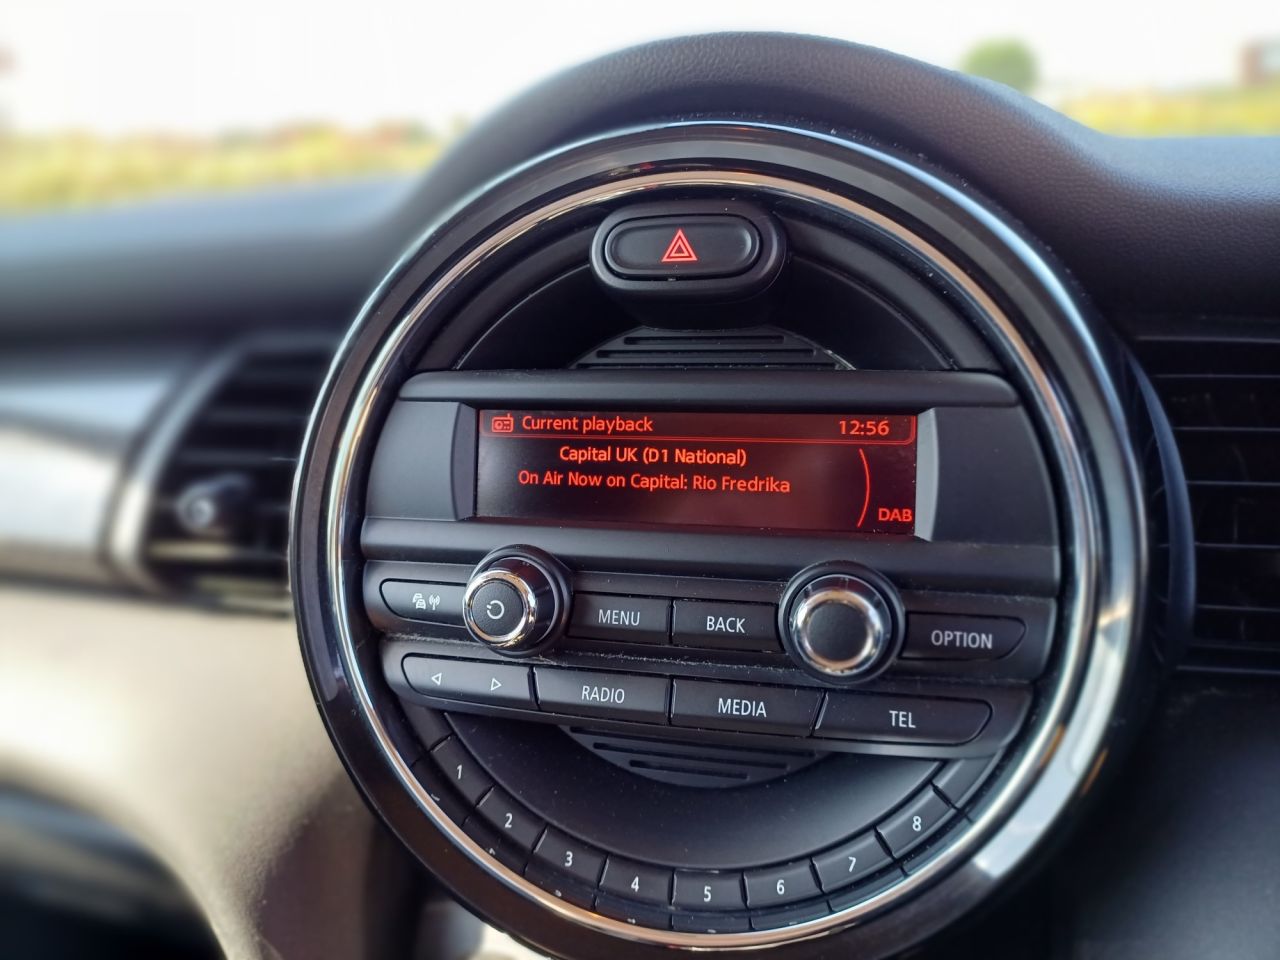 Current playback 12:56
Capital UK (D1 National)
On Air Now on Capital: Rio Fredrika
DAB
MENU BACK OPTION
RADIO MEDIA TEL
1 2 3 4 5 6 7 8